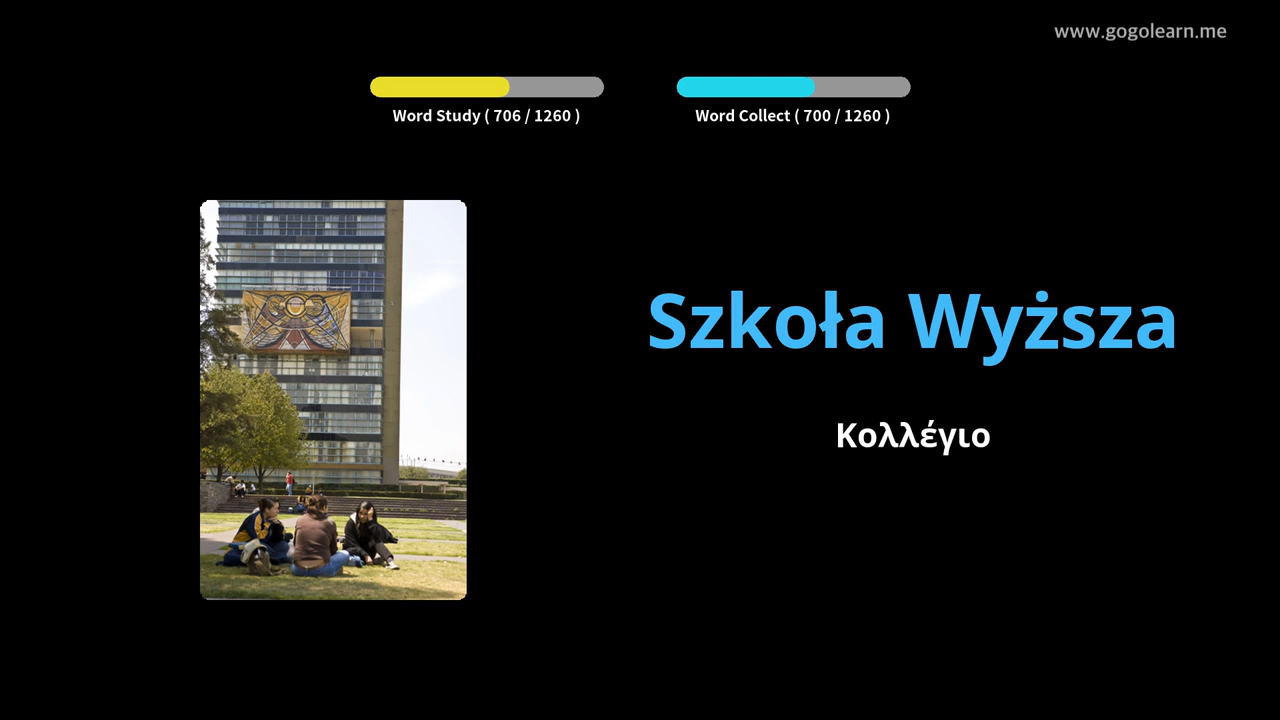 www.gogolearn.me
Word Study ( 706 / 1260 )
Word Collect ( 700 / 1260 )
Szkoła Wyższa
Κολλέγιο